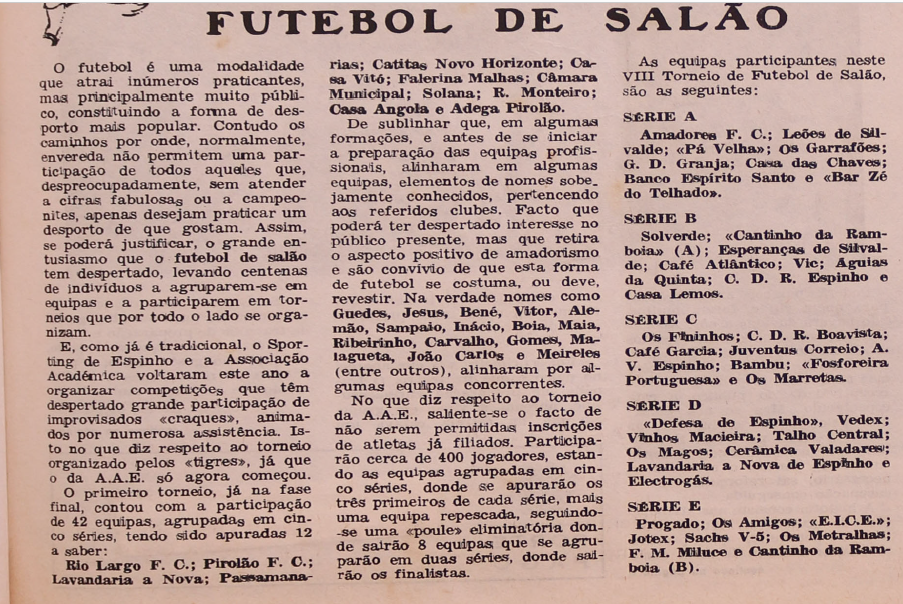 FUTEBOL DE SALÃO
O futebol é uma modalidade
que atrai inúmeros praticantes,
mas principalmente muito públi-
co, constituindo a forma de des-
porto mais popular. Contudo os
caminhos por onde, normalmente,
envereda não permitem uma par-
ticipação de todos aqueles que,
despreocupadamente, sem atender
a cifras fabulosas ou a campeo-
nites, apenas desejam praticar um
desporto de que gostam. Assim,
se poderá justificar, o grande en-
tusiasmo que o futebol de salão
tem despertado, levando centenas
de indivíduos a agruparem-se em
equipas e a participarem em tor-
neios que por todo o lado se orga-
nizam.
E, como já é tradicional, o Spor-
ting de Espinho e a Associação
Académica voltaram este ano a
organizar competições que têm
despertado grande participação de
improvisados «craques», anima-
dos por numerosa assistência. Is-
to no que diz respeito ao torneio
organizado pelos «tigres», já que
o da A.A.E. só agora começou.
O primeiro torneio, já na fase
final, contou com a participação
de 42 equipas, agrupadas em cin-
co séries, tendo sido apuradas 12
a saber:
Rio Largo F. C.; Pirolão F. C.;
Lavandaria a Nova; Passamana-
rias; Catitas Novo Horizonte; Ca-
sa Vitó; Falerina Malhas; Câmara
Municipal; Solana; R. Monteiro;
Casa Angola e Adega Pirolão.
De sublinhar que, em algumas
formações, e antes de se iniciar
a preparação das equipas profis-
sionais, alinharam em algumas
equipas, elementos de nomes sobe_
jamente conhecidos, pertencendo
aos referidos clubes. Facto que
poderá ter despertado interesse no
público presente, mas que retira
o aspecto positivo de amadorismo
e são convívio de que esta forma
de futebol se costuma, ou deve,
revestir. Na verdade nomes como
Guedes, Jesus, Bené, Vitor, Ale-
mão, Sampaio, Inácio, Boia, Maia,
Ribeirinho, Carvalho, Gomes, Ma-
lagueta, João Carlos e Meireles
(entre outros), alinharam por al-
gumas equipas concorrentes.
No que diz respeito ao torneio
da A.A.E., saliente-se o facto de
não serem permitidas inscrições
de atletas já filiados. Participa-
rão cerca de 400 jogadores, estan-
do as equipas agrupadas em cin-
co séries, donde se apurarão os
três primeiros de cada série, mais
uma equipa repescada, seguindo-
-se uma «poule» eliminatória don-
de sairão 8 equipas que se agru-
parão em duas séries, donde sai-
rão os finalistas.
As equipas participantes neste
VIII Torneio de Futebol de Salão,
são as seguintes:
SÉRIE A
Amadores F. C.; Leões de Sil-
valde; «Pá Velha»; Os Garrafões;
G. D. Granja; Casa das Chaves;
Banco Espírito Santo e «Bar Zé
do Telhado».
SÉRIE B
Solverde; «Cantinho da Ram-
boia» (A); Esperanças de Silval-
de; Café Atlântico; Vic; Águias
da Quinta; C. D. R. Espinho e
Casa Lemos.
SÉRIE C
Os Fininhos; C. D. R. Boavista;
Café Garcia; Juventus Correio; A.
V. Espinho; Bambu; «Fosforeira
Portuguesa» e Os Marretas.
SÉRIE D
«Defesa de Espinho», Vedex;
Vinhos Macieira; Talho Central;
Os Magos; Cerâmica Valadares;
Lavandaria a Nova de Espinho e
Electrogás.
SÉRIE E
Progado; Os Amigos; «E.I.C.E.»;
Jotex; Sachs V-5; Os Metralhas;
F. M. Miluce e Cantinho da Ram-
boia (B).